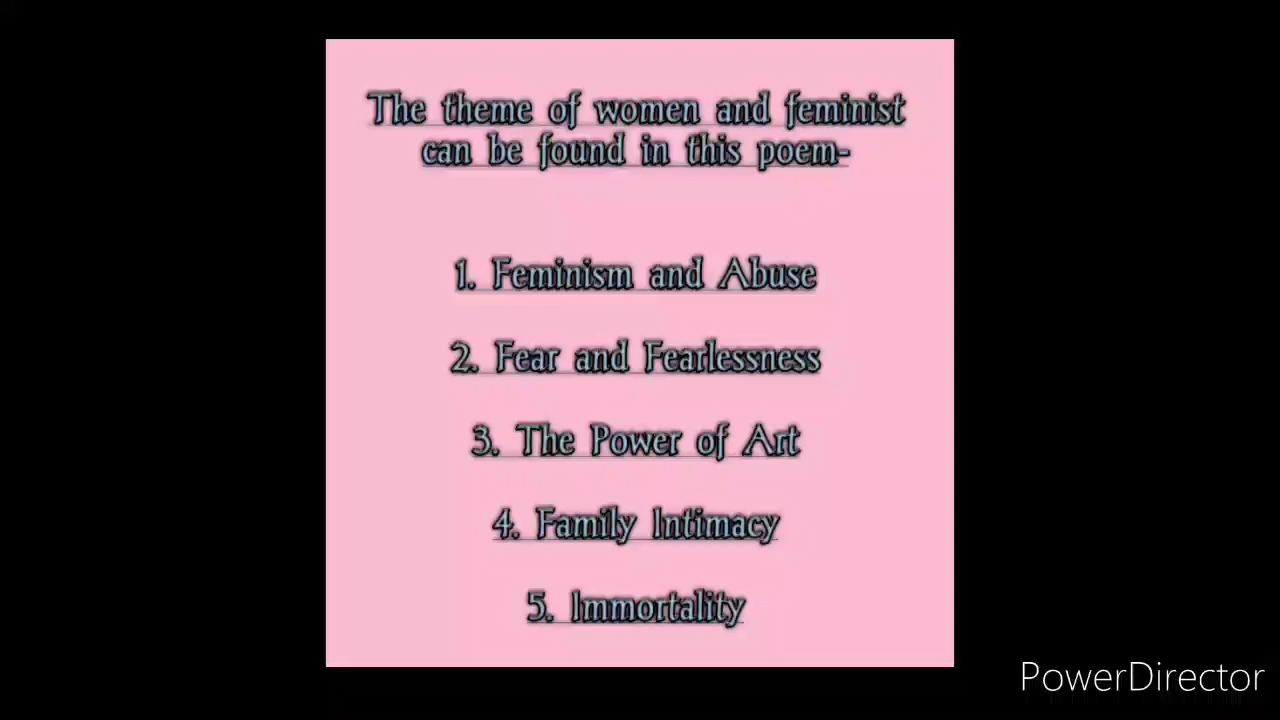 The theme of women and feminist
can be found in this poem-
1. Feminism and Abuse
2. Fear and Fearlessness
3. The Power of Art
4. Family Intimacy
5. Immortality
PowerDirector